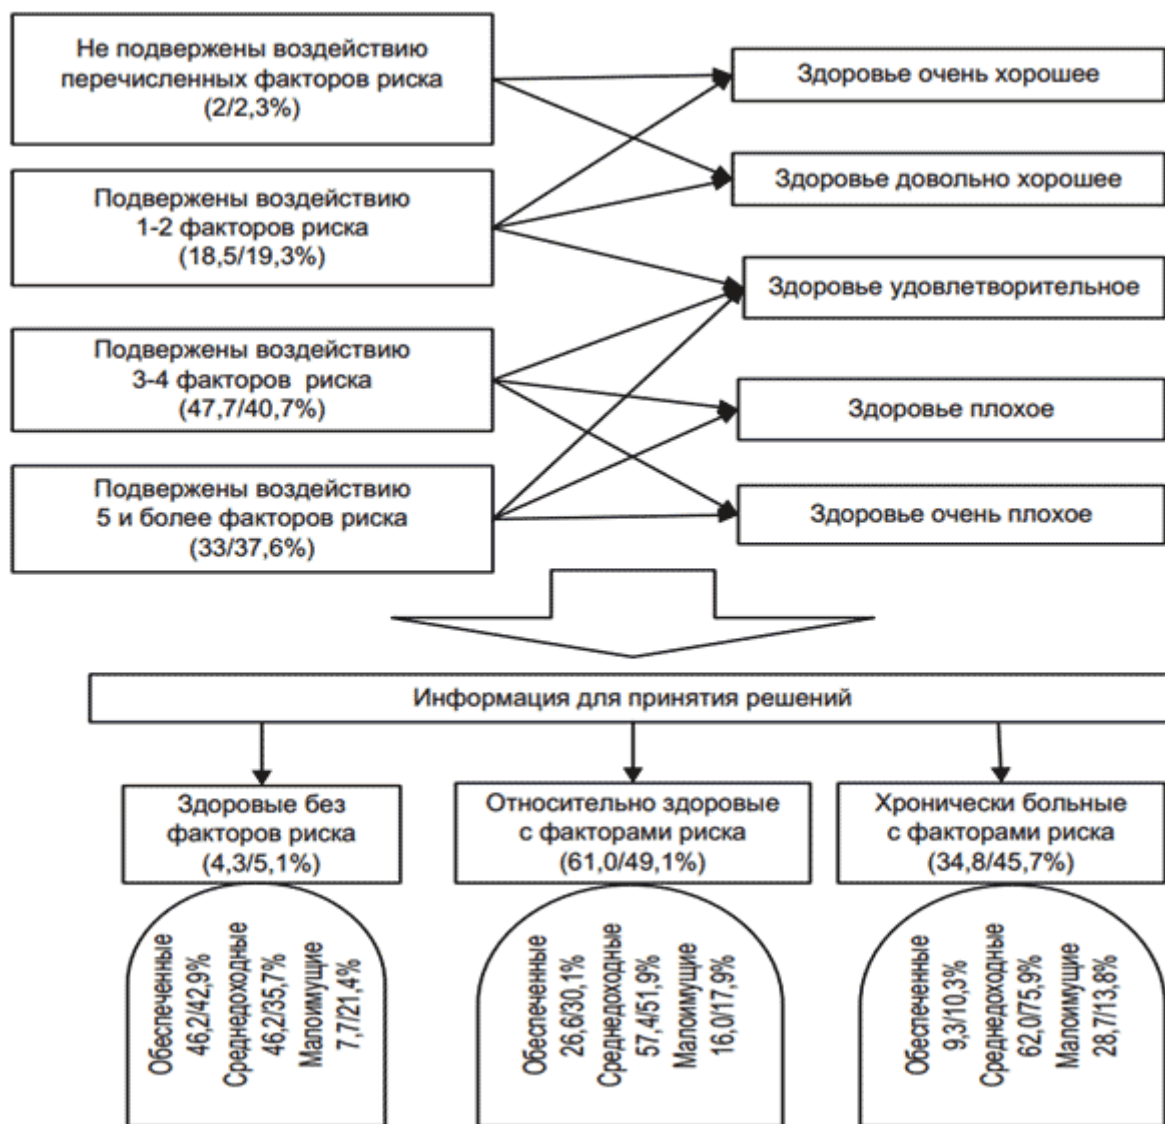 Не подвержены воздействию
перечисленных факторов риска
(2/2,3%)
Здоровье очень хорошее
Подвержены воздействию
1-2 факторов риска
(18,5/19,3%)
Здоровье довольно хорошее
Здоровье удовлетворительное
Подвержены воздействию
3-4 факторов риска
(47,7/40,7%)
Здоровье плохое
Подвержены воздействию
5 и более факторов риска
(33/37,6%)
Здоровье очень плохое
Информация для принятия решений
Здоровые без
факторов риска
(4,3/5,1%)
Относительно здоровые
с факторами риска
(61,0/49,1%)
Хронически больные
с факторами риска
(34,8/45,7%)
Обеспеченные
46,2/42,9%
Среднедоходные
46,2/35,7%
Малоимущие
7,7/21,4%
Обеспеченные
26,6/30,1%
Среднедоходные
57,4/51,9%
Малоимущие
16,0/17,9%
Обеспеченные
9,3/10,3%
Среднедоходные
62,0/75,9%
Малоимущие
28,7/13,8%